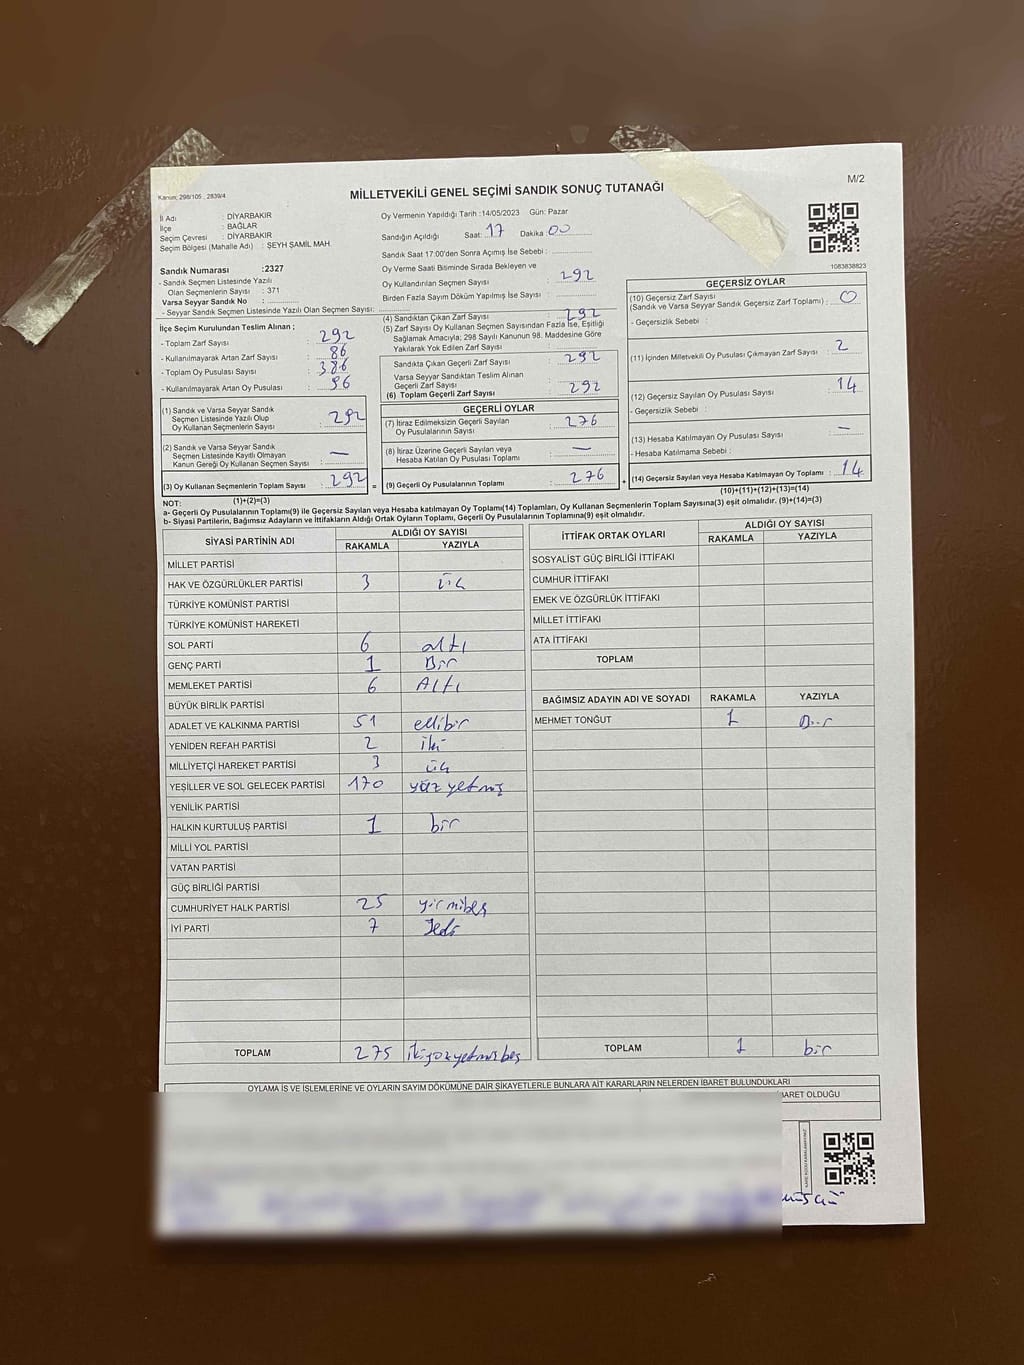 Kanun; 298/105 , 2839/4
MİLLETVEKİLİ GENEL SEÇİMİ SANDIK SONUÇ TUTANAĞI
M/2
İl Adı : DİYARBAKIR
İlçe : BAĞLAR
Seçim Çevresi : DİYARBAKIR
Seçim Bölgesi (Mahalle Adı) : ŞEYH ŞAMİL MAH.
Sandık Numarası :2327
- Sandık Seçmen Listesinde Yazılı
Olan Seçmenlerin Sayısı : 371
Varsa Seyyar Sandık No :
- Seyyar Sandık Seçmen Listesinde Yazılı Olan Seçmen Sayısı:
Oy Vermenin Yapıldığı Tarih :14/05/2023 Gün: Pazar
Sandığın Açıldığı Saat: 17 Dakika 00
Sandık Saat 17:00'den Sonra Açmış İse Sebebi :
Oy Verme Saati Bitiminde Sırada Bekleyen ve
Oy Kullandırılan Seçmen Sayısı : 292
Birden Fazla Sayım Döküm Yapılmış İse Sayısı :
1083838823
İlçe Seçim Kurulundan Teslim Alınan ;
- Toplam Zarf Sayısı : 292
- Kullanılmayarak Artan Zarf Sayısı : 86
- Toplam Oy Pusulası Sayısı : 386
- Kullanılmayarak Artan Oy Pusulası : 96
(1) Sandık ve Varsa Seyyar Sandık
Seçmen Listesinde Yazılı Olup
Oy Kullanan Seçmenlerin Sayısı : 292
(2) Sandık ve Varsa Seyyar Sandık
Seçmen Listesinde Kayıtlı Olmayan
Kanun Gereği Oy Kullanan Seçmen Sayısı : —
(3) Oy Kullanan Seçmenlerin Toplam Sayısı : 292
(4) Sandıktan Çıkan Zarf Sayısı : 292
(5) Zarf Sayısı Oy Kullanan Seçmen Sayısından Fazla İse, Eşitliği
Sağlamak Amacıyla; 298 Sayılı Kanunun 98. Maddesine Göre
Yakılarak Yok Edilen Zarf Sayısı :
Sandıkta Çıkan Geçerli Zarf Sayısı : 292
Varsa Seyyar Sandıktan Teslim Alınan
Geçerli Zarf Sayısı :
(6) Toplam Geçerli Zarf Sayısı : 292
GEÇERLİ OYLAR
(7) İtiraz Edilmeksizin Geçerli Sayılan
Oy Pusulalarının Sayısı : 276
(8) İtiraz Üzerine Geçerli Sayılan veya
Hesaba Katılan Oy Pusulası Toplamı : —
= (9) Geçerli Oy Pusulalarının Toplamı : 276 +
GEÇERSİZ OYLAR
(10) Geçersiz Zarf Sayısı
(Sandık ve Varsa Seyyar Sandık Geçersiz Zarf Toplamı) : 0
- Geçersizlik Sebebi :
(11) İçinden Milletvekili Oy Pusulası Çıkmayan Zarf Sayısı : 2
(12) Geçersiz Sayılan Oy Pusulası Sayısı : 14
- Geçersizlik Sebebi :
(13) Hesaba Katılmayan Oy Pusulası Sayısı : —
- Hesaba Katılmama Sebebi :
(14) Geçersiz Sayılan veya Hesaba Katılmayan Oy Toplamı : 14
NOT: (1)+(2)=(3) (10)+(11)+(12)+(13)=(14)
a- Geçerli Oy Pusulalarının Toplamı(9) ile Geçersiz Sayılan veya Hesaba katılmayan Oy Toplamı(14) Toplamları, Oy Kullanan Seçmenlerin Toplam Sayısına(3) eşit olmalıdır. (9)+(14)=(3)
b- Siyasi Partilerin, Bağımsız Adayların ve İttifakların Aldığı Ortak Oyların Toplamı, Geçerli Oy Pusulalarının Toplamına(9) eşit olmalıdır.
SİYASİ PARTİNİN ADI ALDIĞI OY SAYISI
RAKAMLA YAZIYLA
MİLLET PARTİSİ
HAK VE ÖZGÜRLÜKLER PARTİSİ 3 üç
TÜRKİYE KOMÜNİST PARTİSİ
TÜRKİYE KOMÜNİST HAREKETİ
SOL PARTİ 6 altı
GENÇ PARTİ 1 Bir
MEMLEKET PARTİSİ 6 Altı
BÜYÜK BİRLİK PARTİSİ
ADALET VE KALKINMA PARTİSİ 51 ellibir
YENİDEN REFAH PARTİSİ 2 iki
MİLLİYETÇİ HAREKET PARTİSİ 3 üç
YEŞİLLER VE SOL GELECEK PARTİSİ 170 yüz yetmiş
YENİLİK PARTİSİ
HALKIN KURTULUŞ PARTİSİ 1 bir
MİLLİ YOL PARTİSİ
VATAN PARTİSİ
GÜÇ BİRLİĞİ PARTİSİ
CUMHURİYET HALK PARTİSİ 25 yirmibeş
İYİ PARTİ 7 Yedi
TOPLAM 275 ikiyüzyetmişbeş
İTTİFAK ORTAK OYLARI ALDIĞI OY SAYISI
RAKAMLA YAZIYLA
SOSYALİST GÜÇ BİRLİĞİ İTTİFAKI
CUMHUR İTTİFAKI
EMEK VE ÖZGÜRLÜK İTTİFAKI
MİLLET İTTİFAKI
ATA İTTİFAKI
TOPLAM
BAĞIMSIZ ADAYIN ADI VE SOYADI RAKAMLA YAZIYLA
MEHMET TONĞUT 1 Bir
TOPLAM 1 bir
OYLAMA İŞ VE İŞLEMLERİNE VE OYLARIN SAYIM DÖKÜMÜNE DAİR ŞİKAYETLERLE BUNLARA AİT KARARLARIN NELERDEN İBARET BULUNDUKLARI
İBARET OLDUĞU